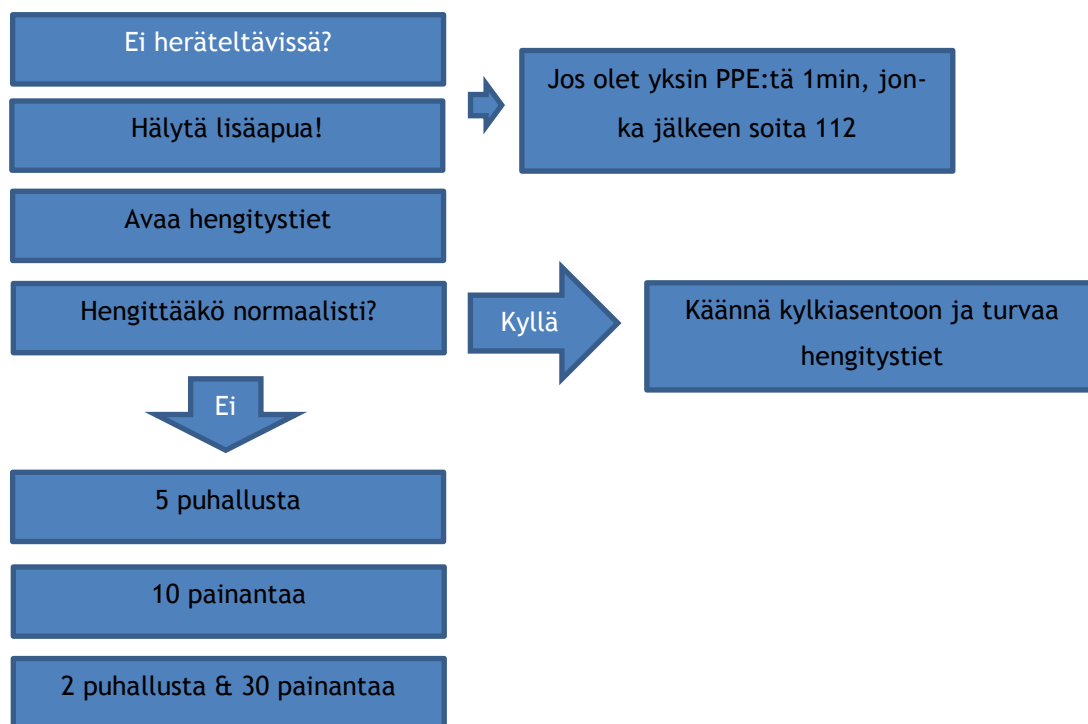 Ei heräteltävissä?
Hälytä lisäapua!
Jos olet yksin PPE:tä 1min, jon-
ka jälkeen soita 112
Avaa hengitystiet
Hengittääkö normaalisti?
Kyllä
Käännä kylkiasentoon ja turvaa
hengitystiet
Ei
5 puhallusta
10 painantaa
2 puhallusta & 30 painantaa